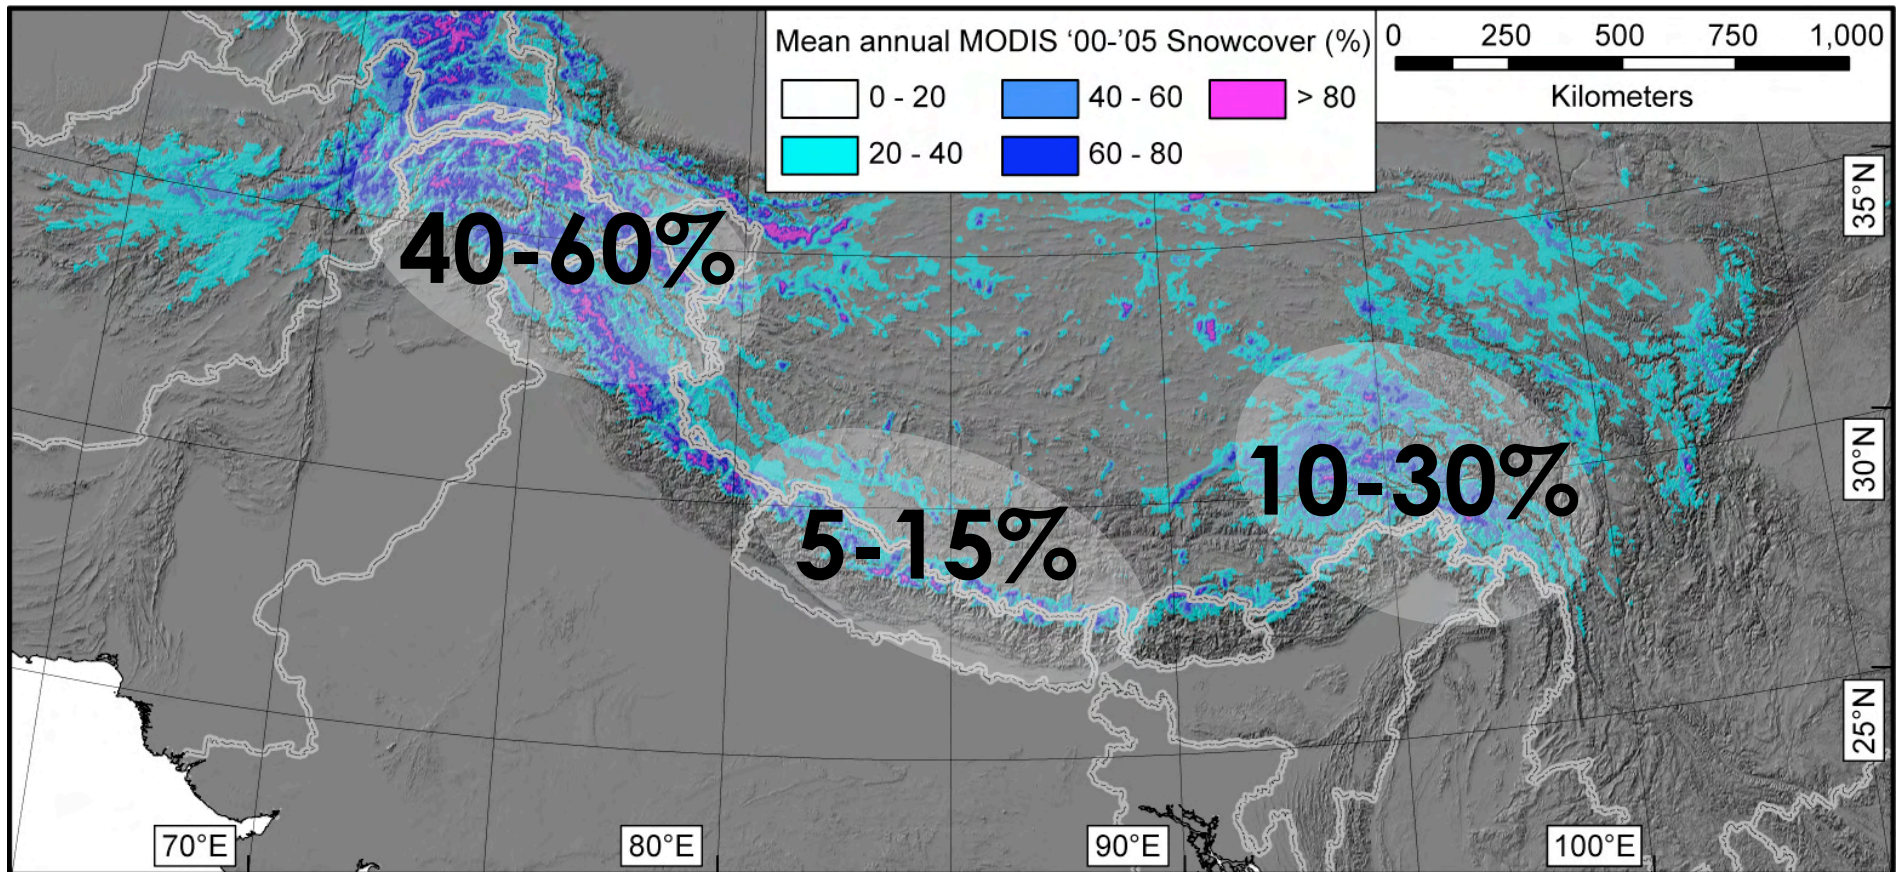 Mean annual MODIS ‘00-’05 Snowcover (%)
0 - 20
40 - 60
> 80
20 - 40
60 - 80
0 250 500 750 1,000
Kilometers
35°N
40-60%
30°N
10-30%
5-15%
25°N
70°E
80°E
90°E
100°E